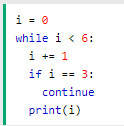 i = 0
while i < 6:
  i += 1
  if i == 3:
    continue
  print(i)